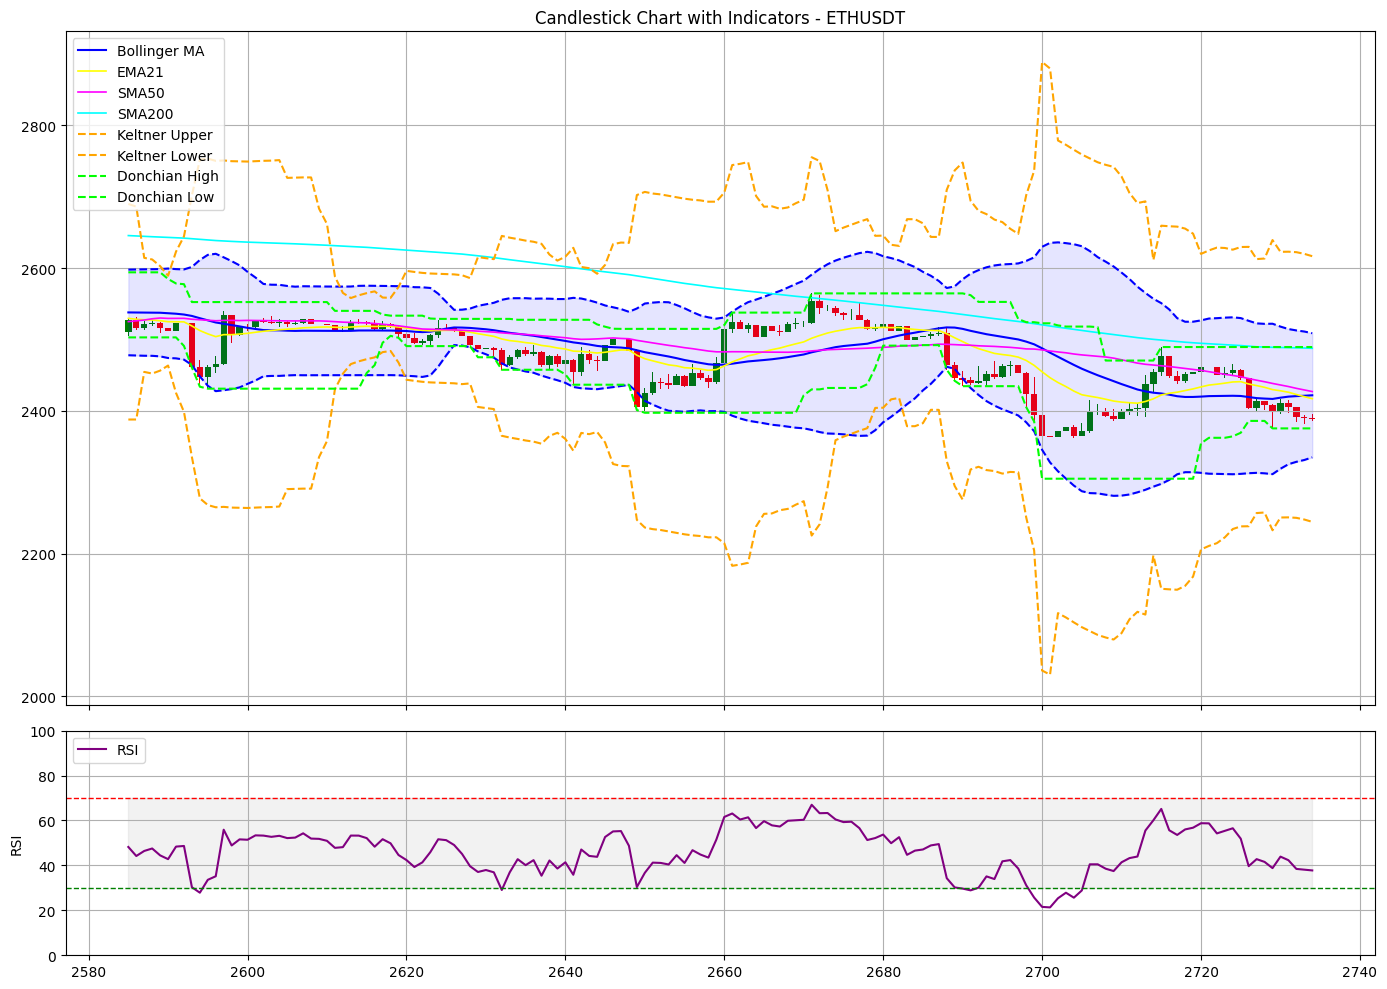 Candlestick Chart with Indicators - ETHUSDT
Bollinger MA
EMA21
SMA50
SMA200
Keltner Upper
Keltner Lower
Donchian High
Donchian Low
2800
2600
2400
2200
2000
RSI
100
80
60
40
20
0
RSI
2580 2600 2620 2640 2660 2680 2700 2720 2740